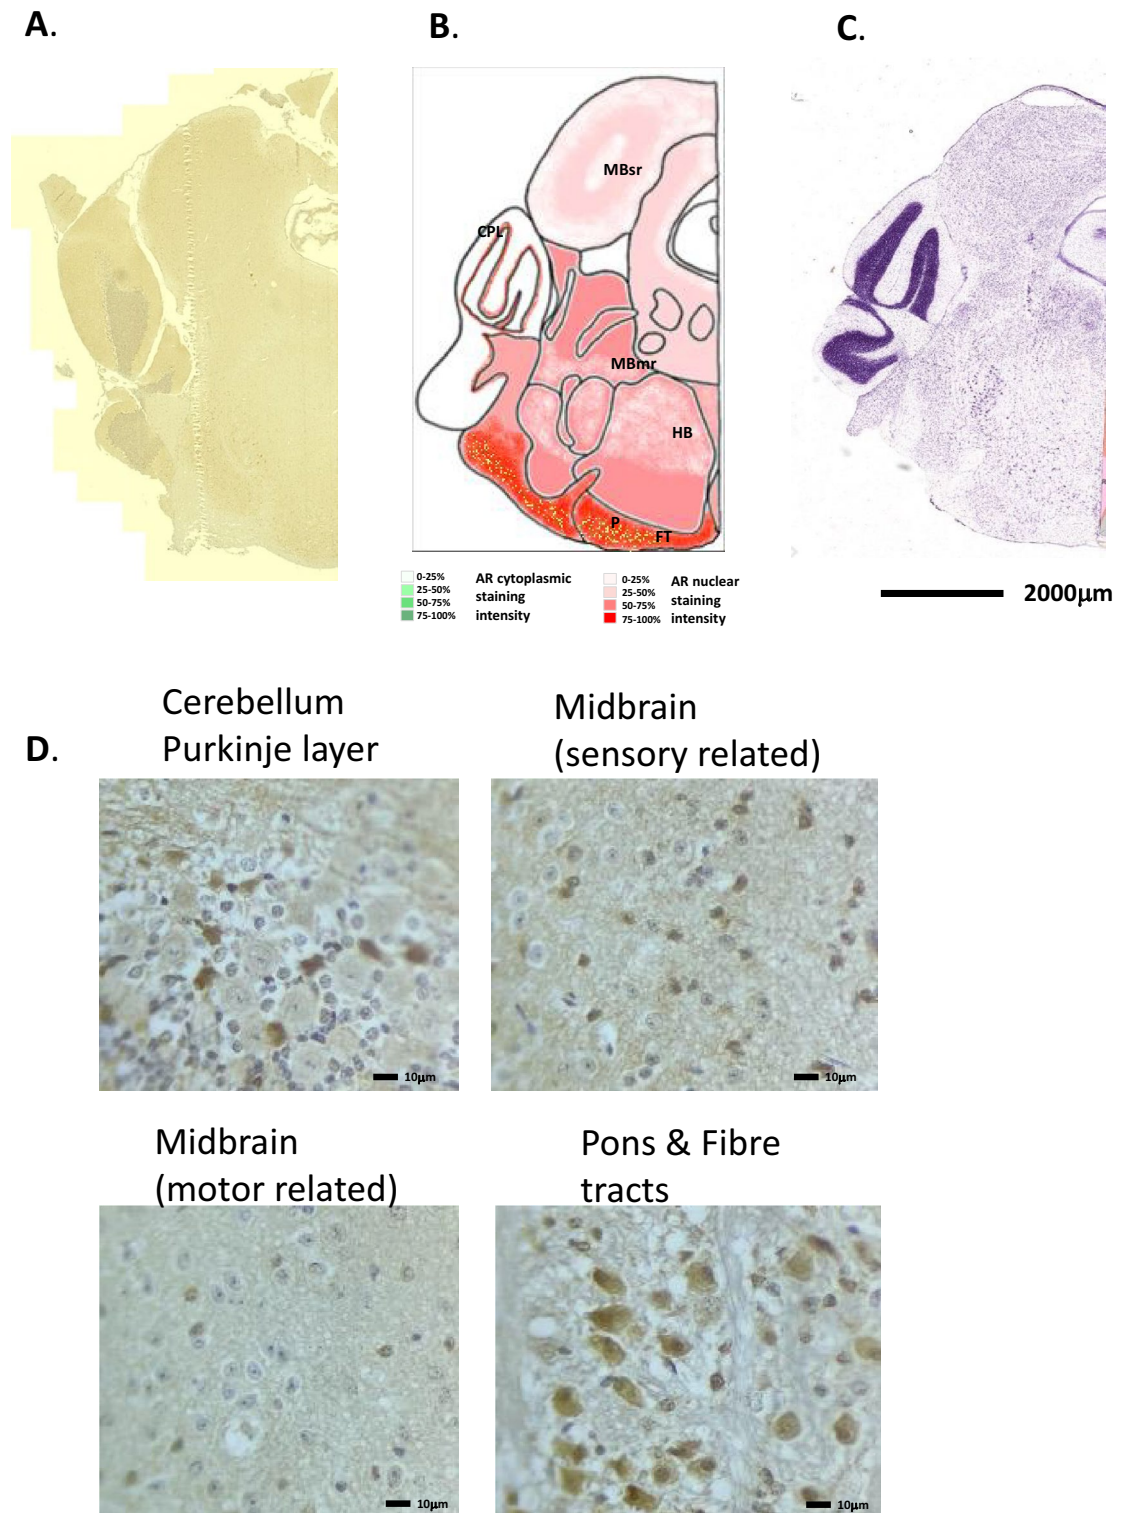 A.
B.
C.
MBsr
CPL
MBmr
HB
P
FT
0-25%
25-50%
50-75%
75-100%
AR cytoplasmic
staining
intensity
0-25%
25-50%
50-75%
75-100%
AR nuclear
staining
intensity
2000μm
D.
Cerebellum
Purkinje layer
Midbrain
(sensory related)
10μm
10μm
Midbrain
(motor related)
Pons & Fibre
tracts
10μm
10μm